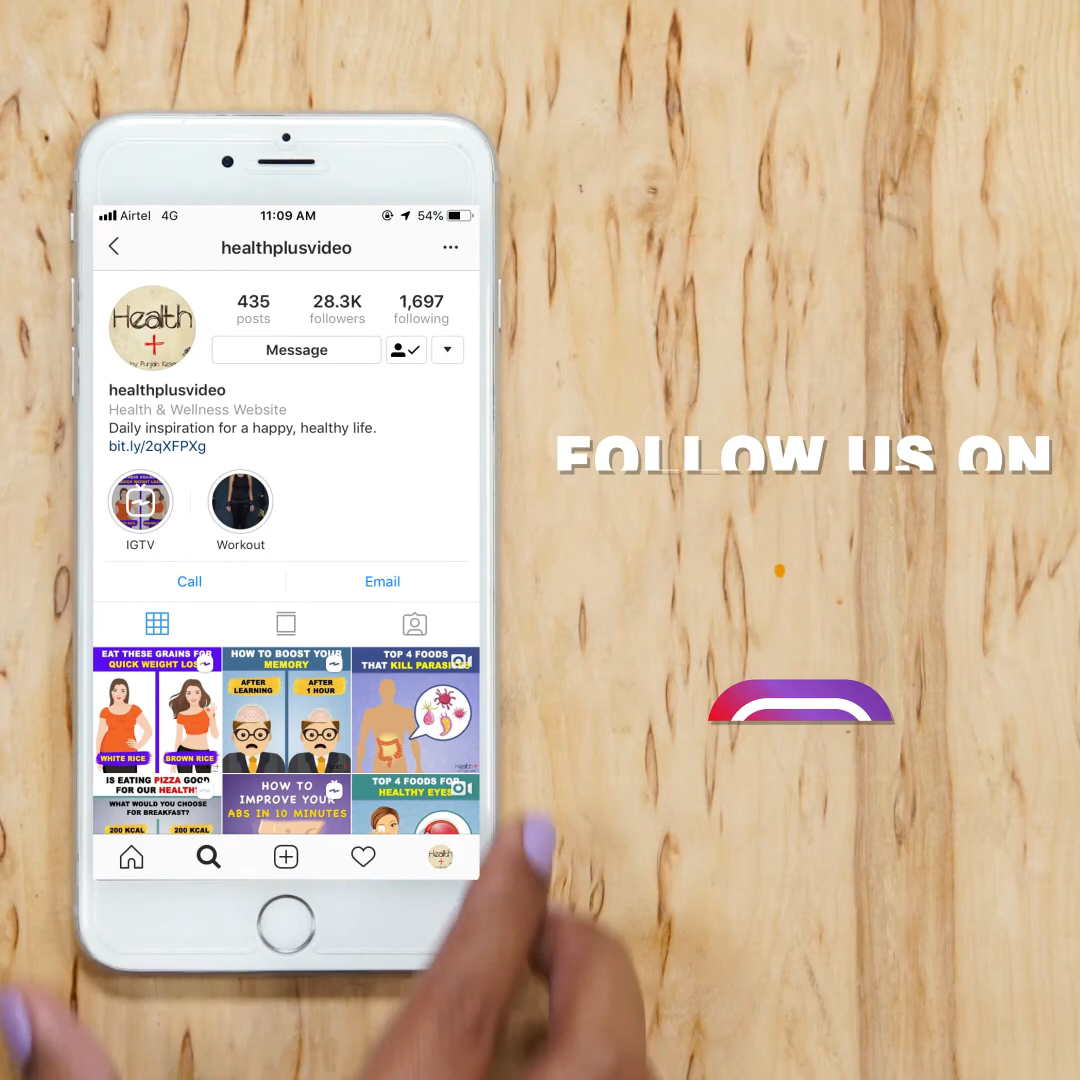 Airtel 4G 11:09 AM 54%
healthplusvideo
435 28.3K 1,697
posts followers following
Health
+
Message
healthplusvideo
Health & Wellness Website
Daily inspiration for a happy, healthy life.
bit.ly/2qXFPXg
IGTV Workout
Call Email
EAT THESE GRAINS FOR
QUICK WEIGHT LOSS
WHITE RICE BROWN RICE
HOW TO BOOST YOUR
MEMORY
AFTER
LEARNING
AFTER
1 HOUR
TOP 4 FOODS
THAT KILL PARASITES
IS EATING PIZZA GOOD
FOR OUR HEALTH?
WHAT WOULD YOU CHOOSE
FOR BREAKFAST?
200 KCAL 200 KCAL
HOW TO
IMPROVE YOUR
ABS IN 10 MINUTES
TOP 4 FOODS FOR
HEALTHY EYES
Health
+
FOLLOW US ON